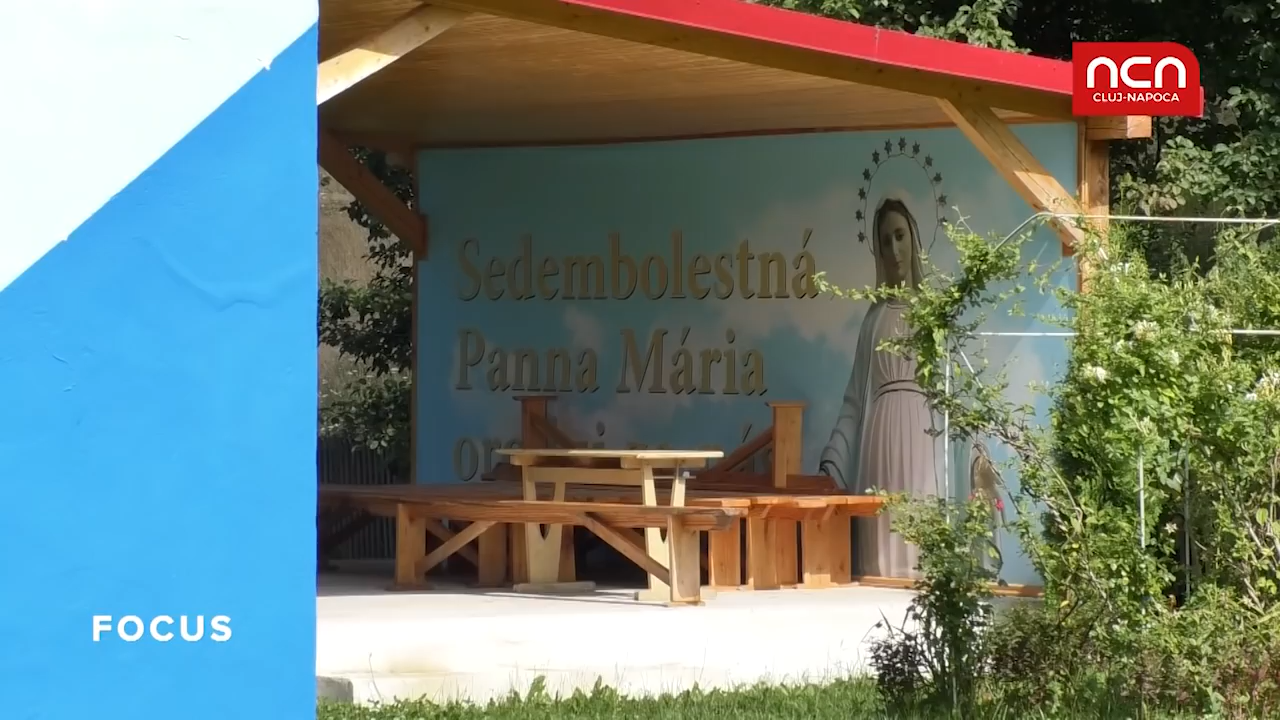 ncn
CLUJ-NAPOCA
Sedembolestná
Panna Mária
FOCUS